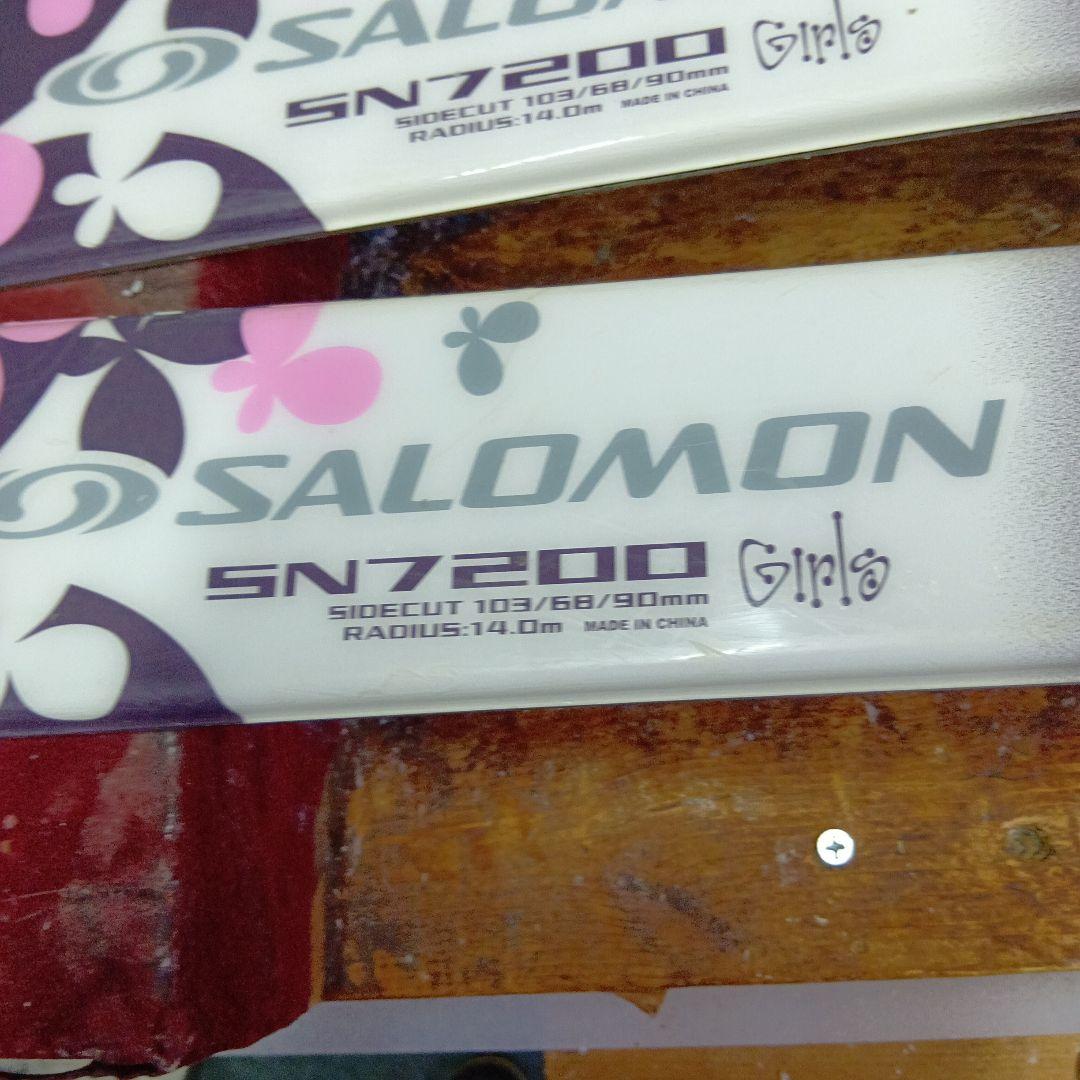 SALOM
SN7200 Girls
SIDECUT 103/68/90mm
RADIUS:14.0m MADE IN CHINA
SALOMON
SN7200 Girls
SIDECUT 103/68/90mm
RADIUS:14.0m MADE IN CHINA